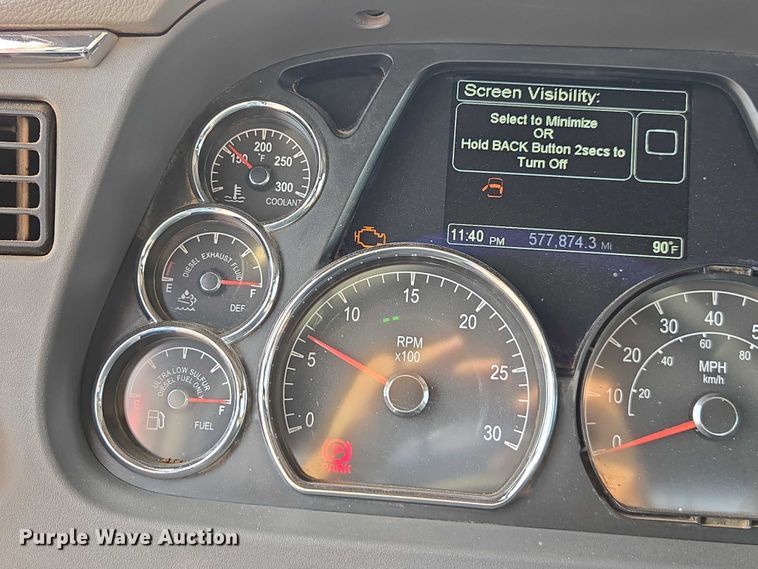 Screen Visibility:
Select to Minimize
OR
Hold BACK Button 2secs to
Turn Off
11:40 PM 577,874.3 Mi 90°F
150 200 250 300
°F
COOLANT
DIESEL EXHAUST FLUID
E F
DEF
ULTRA LOW SULFUR
DIESEL FUEL ONLY
E F
FUEL
0 5 10 15 20 25 30
RPM
x100
PARK
0 10 20 30 40
20 40 60 80
MPH
km/h
Purple Wave Auction